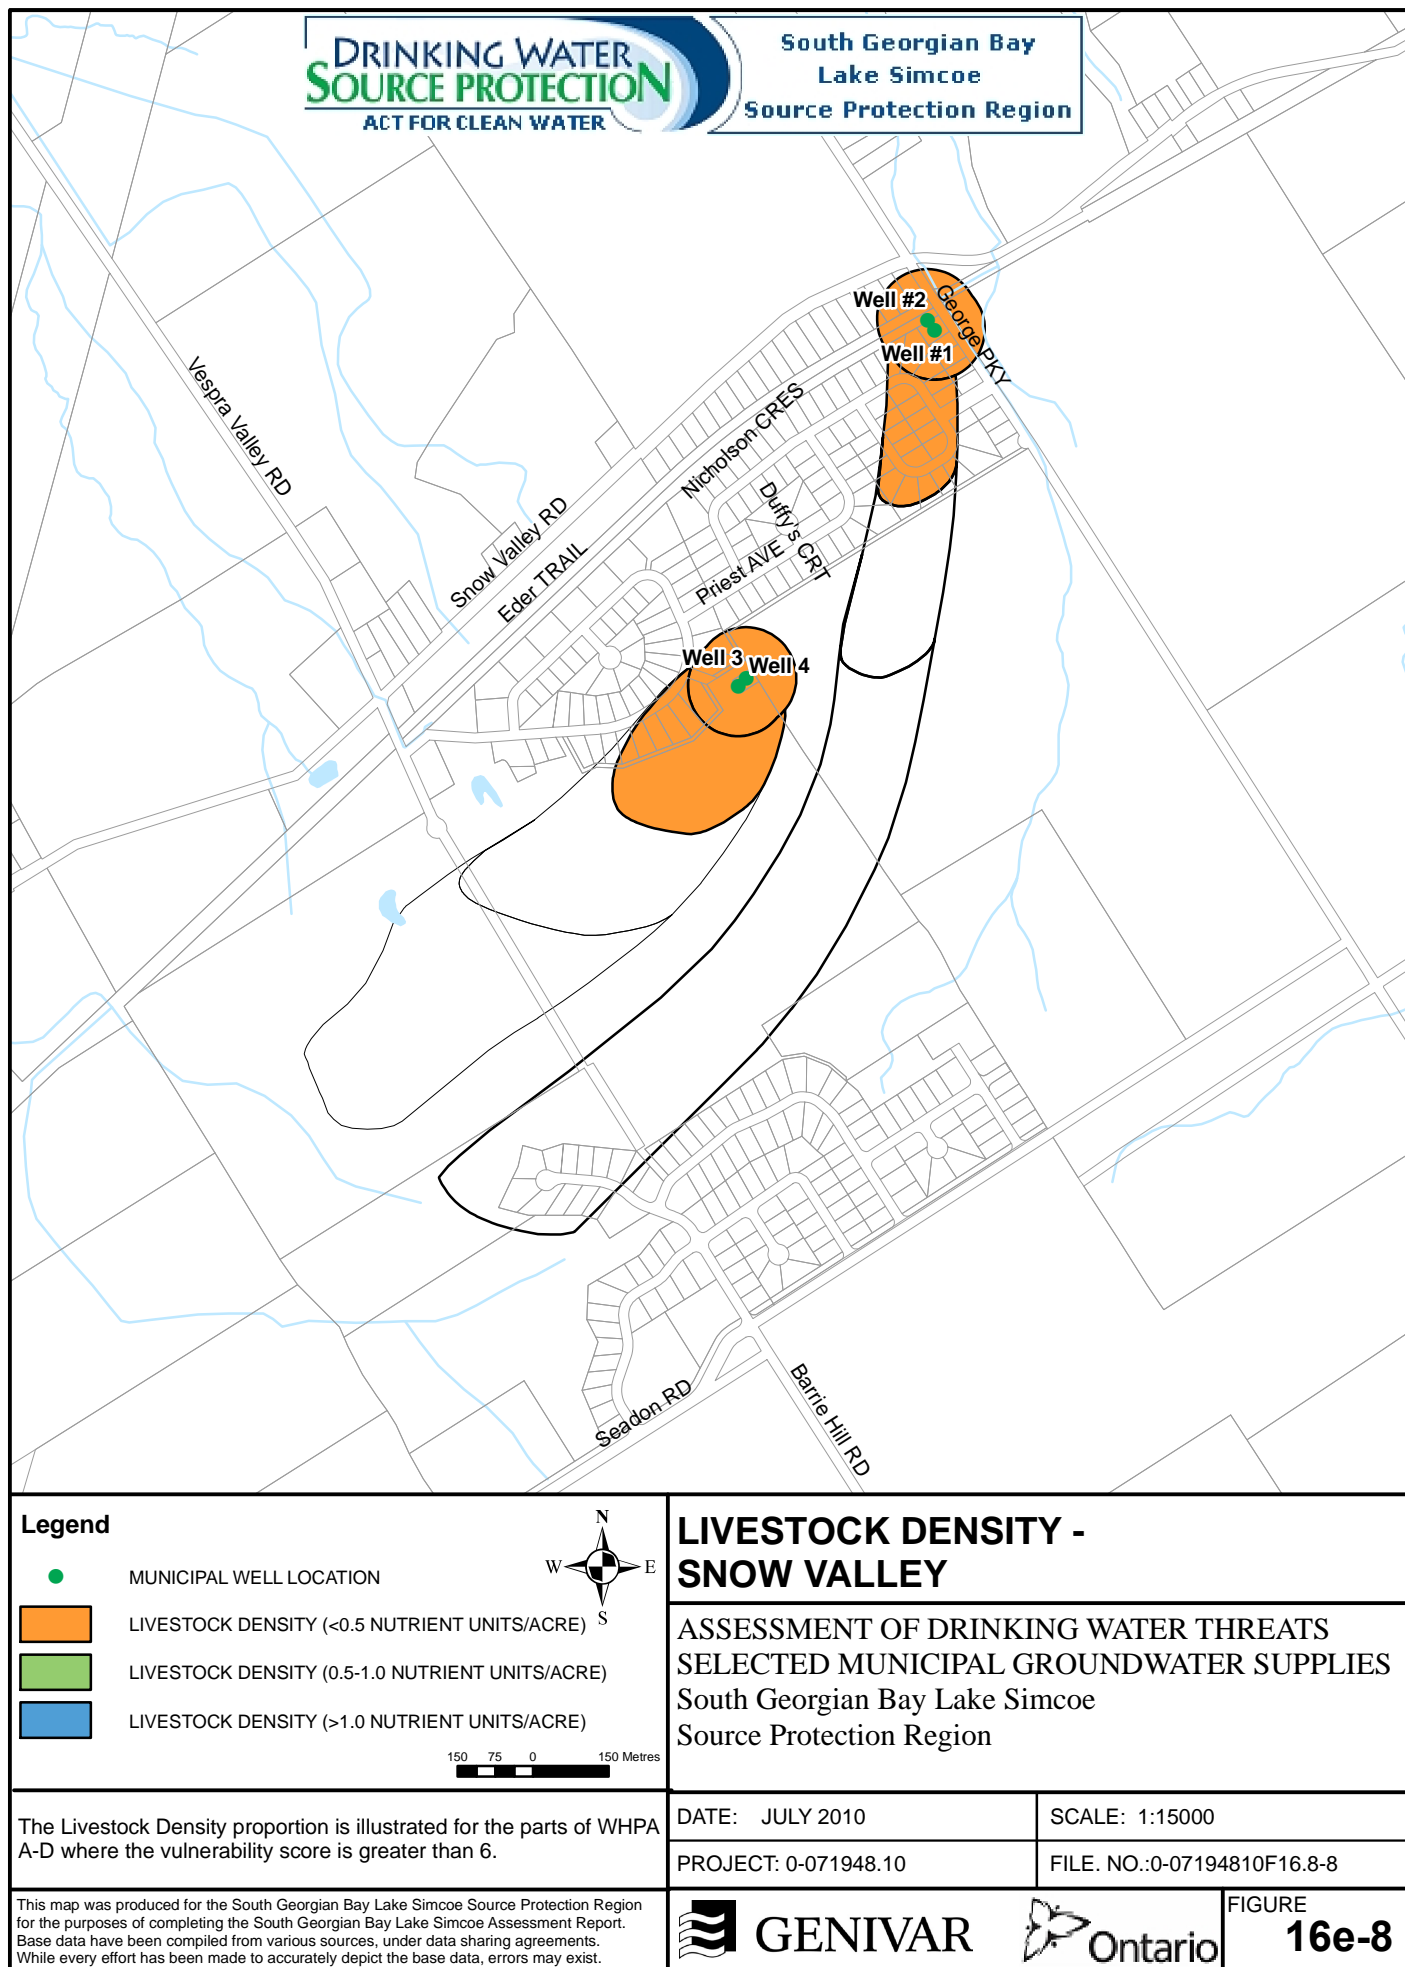 DRINKING WATER
SOURCE PROTECTION
ACT FOR CLEAN WATER
South Georgian Bay
Lake Simcoe
Source Protection Region
Well #2
George PKY
Well #1
Vespra Valley RD
Nicholson CRES
Duffy's CRT
Snow Valley RD
Eder TRAIL
Priest AVE
Well 3
Well 4
Seadon RD
Barrie Hill RD
Legend
N
W
E
S
MUNICIPAL WELL LOCATION
LIVESTOCK DENSITY (<0.5 NUTRIENT UNITS/ACRE)
LIVESTOCK DENSITY (0.5-1.0 NUTRIENT UNITS/ACRE)
LIVESTOCK DENSITY (>1.0 NUTRIENT UNITS/ACRE)
150 75 0 150 Metres
The Livestock Density proportion is illustrated for the parts of WHPA
A-D where the vulnerability score is greater than 6.
This map was produced for the South Georgian Bay Lake Simcoe Source Protection Region
for the purposes of completing the South Georgian Bay Lake Simcoe Assessment Report.
Base data have been compiled from various sources, under data sharing agreements.
While every effort has been made to accurately depict the base data, errors may exist.
LIVESTOCK DENSITY -
SNOW VALLEY
ASSESSMENT OF DRINKING WATER THREATS
SELECTED MUNICIPAL GROUNDWATER SUPPLIES
South Georgian Bay Lake Simcoe
Source Protection Region
DATE: JULY 2010
SCALE: 1:15000
PROJECT: 0-071948.10
FILE. NO.:0-07194810F16.8-8
GENIVAR
Ontario
FIGURE
16e-8